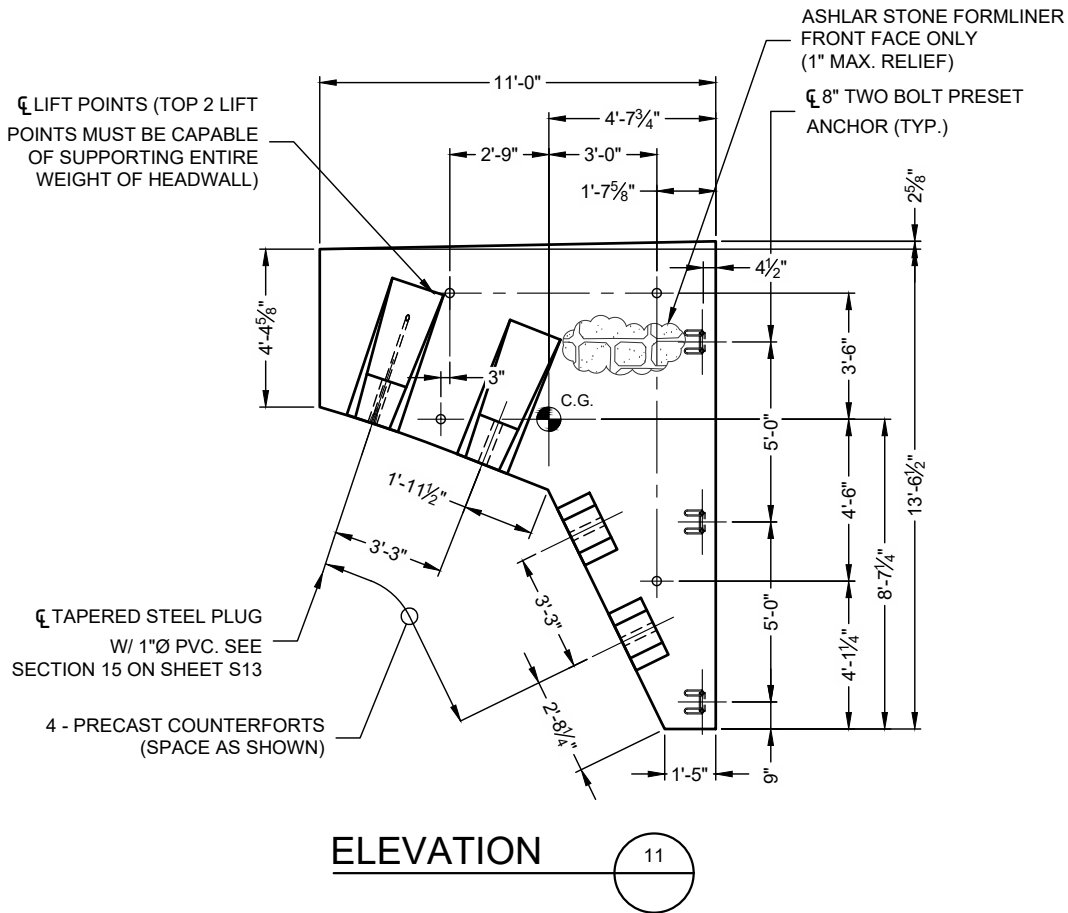 ASHLAR STONE FORMLINER
FRONT FACE ONLY
(1" MAX. RELIEF)
11'-0"
℄ LIFT POINTS (TOP 2 LIFT
POINTS MUST BE CAPABLE
OF SUPPORTING ENTIRE
WEIGHT OF HEADWALL)
℄ 8" TWO BOLT PRESET
ANCHOR (TYP.)
4'-7¾"
2'-9"
3'-0"
1'-7⅝"
2⅝"
4½"
4'-4⅝"
3'-6"
3"
C.G.
5'-0"
4'-6"
13'-6½"
1'-11½"
3'-3"
8'-7¼"
3'-3"
5'-0"
4'-1¼"
℄ TAPERED STEEL PLUG
W/ 1"Ø PVC. SEE
SECTION 15 ON SHEET S13
2'-8¼"
4 - PRECAST COUNTERFORTS
(SPACE AS SHOWN)
1'-5"
9"
ELEVATION
11